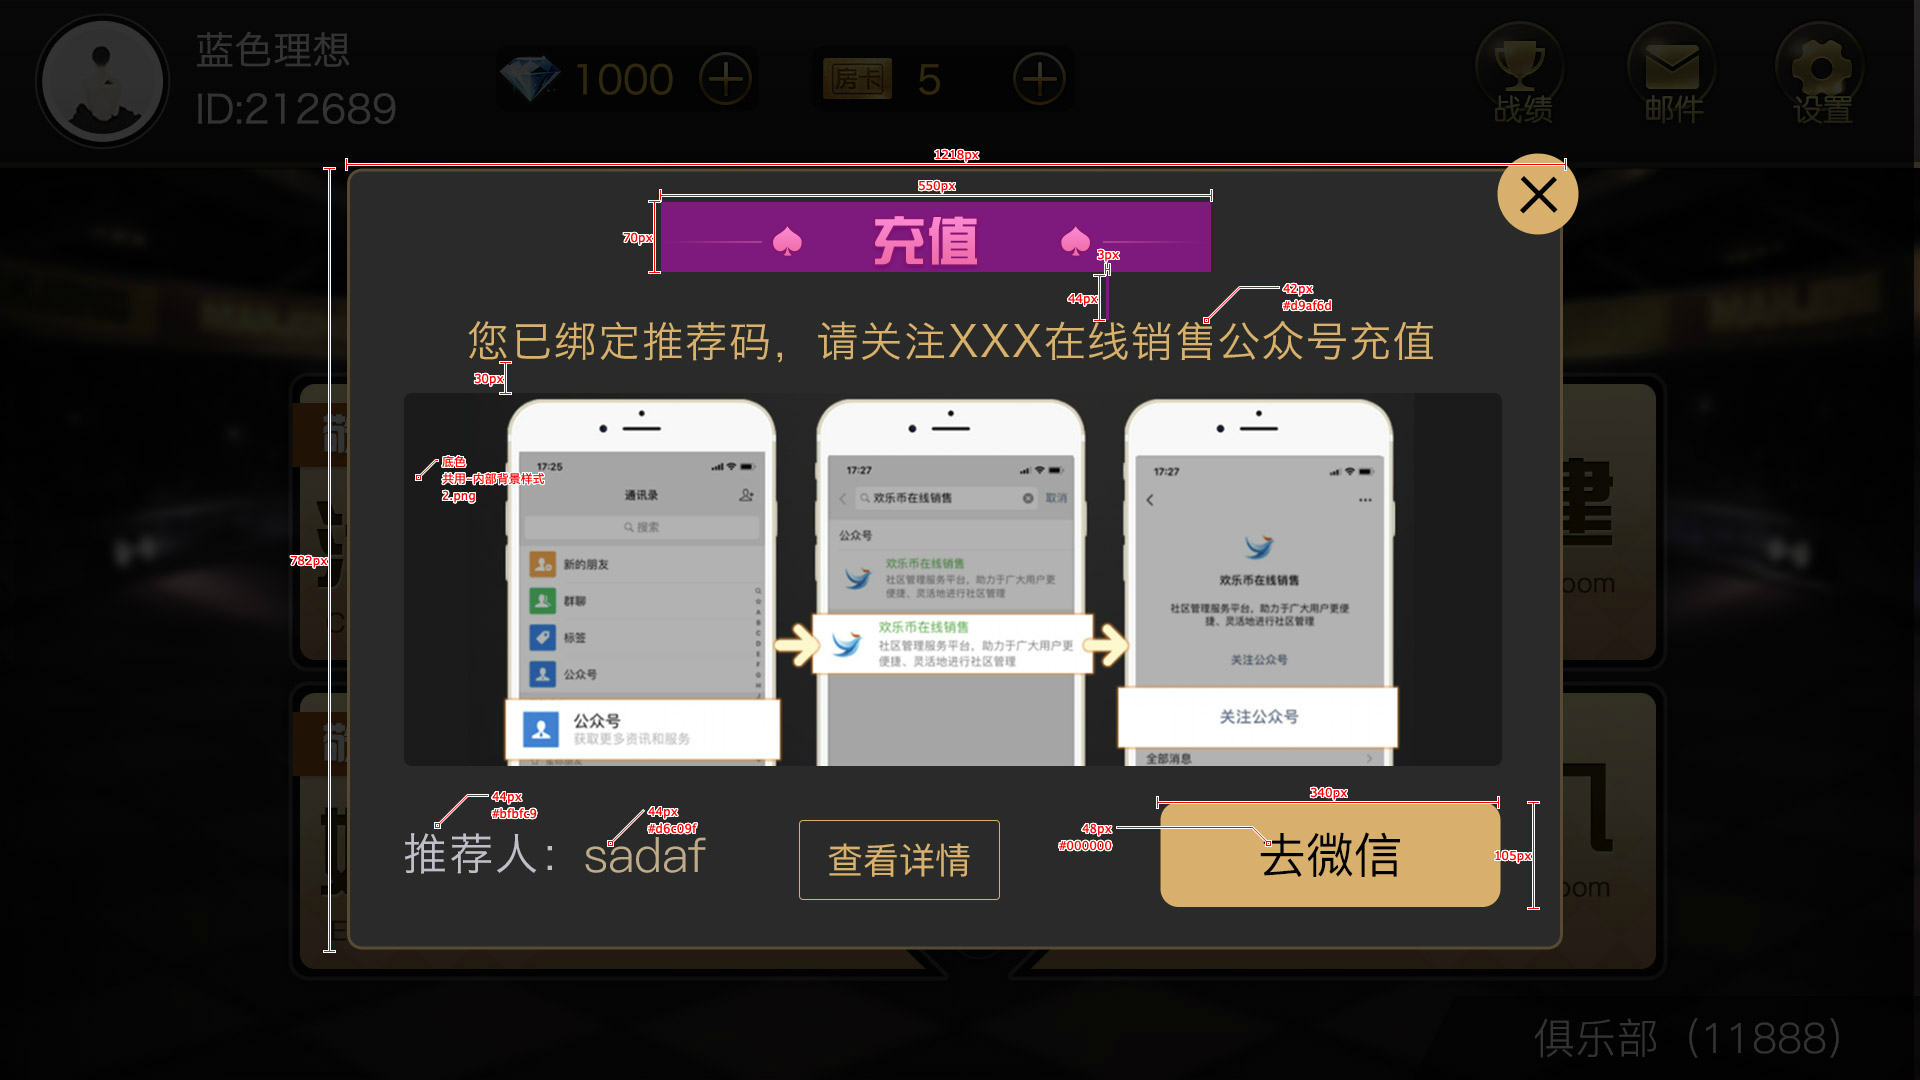 蓝色理想
ID:212689
1000
房卡
5
战绩
邮件
设置
1218px
550px
70px
充值
3px
44px
42px
#d9af6d
您已绑定推荐码，请关注XXX在线销售公众号充值
30px
底色
共用-内部背景样式
2.png
782px
17:25
通讯录
搜索
新的朋友
群聊
标签
公众号
公众号
获取更多资讯和服务
17:27
欢乐币在线销售
取消
公众号
欢乐币在线销售
社区管理服务平台，助力于广大用户更
便捷、灵活地进行社区管理
欢乐币在线销售
社区管理服务平台，助力于广大用户更
便捷、灵活地进行社区管理
17:27
欢乐币在线销售
社区管理服务平台，助力于广大用户更便
捷、灵活地进行社区管理
关注公众号
关注公众号
全部消息
44px
#bfbfc9
推荐人：
44px
#d6c09f
sadaf
查看详情
340px
48px
#000000
去微信
105px
建
oom
oom
俱乐部（11888）